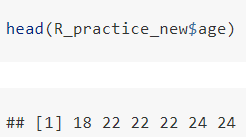 head(R_practice_new$age)
## [1] 18 22 22 22 24 24